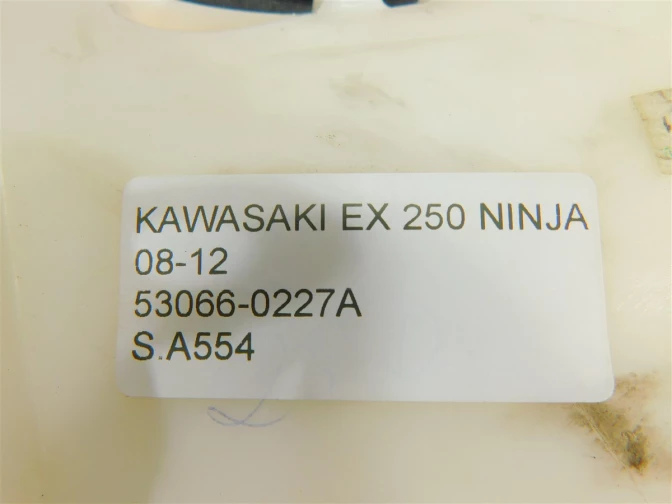 KAWASAKI EX 250 NINJA
08-12
53066-0227A
S.A554